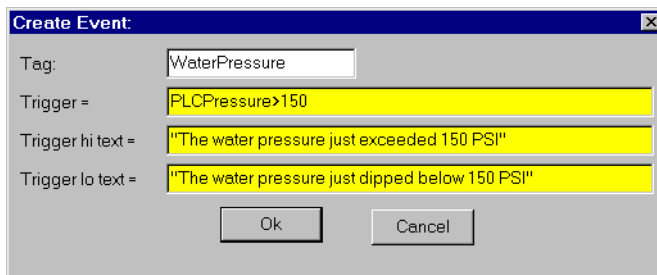 Create Event:
Tag: WaterPressure
Trigger = PLCPressure>150
Trigger hi text = "The water pressure just exceeded 150 PSI"
Trigger lo text = "The water pressure just dipped below 150 PSI"
Ok Cancel